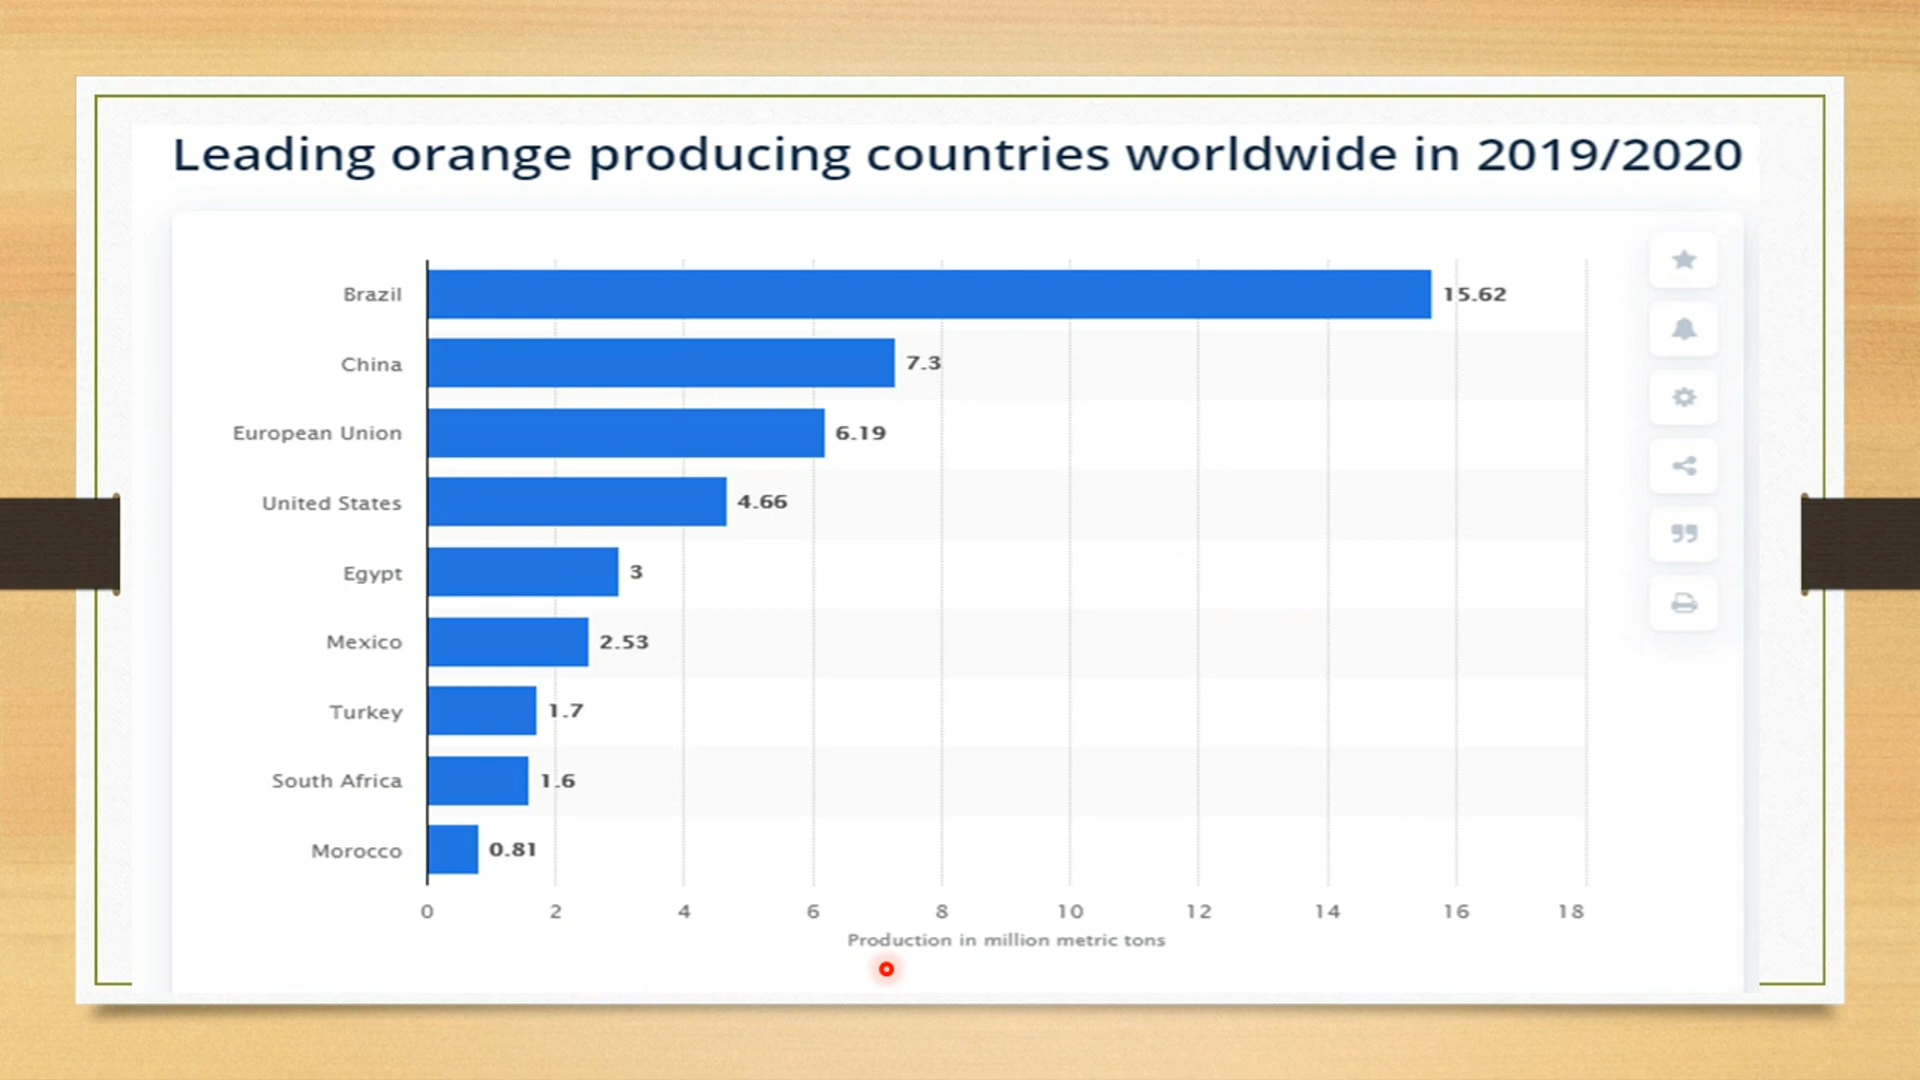 Leading orange producing countries worldwide in 2019/2020
Brazil 15.62
China 7.3
European Union 6.19
United States 4.66
Egypt 3
Mexico 2.53
Turkey 1.7
South Africa 1.6
Morocco 0.81
0 2 4 6 8 10 12 14 16 18
Production in million metric tons